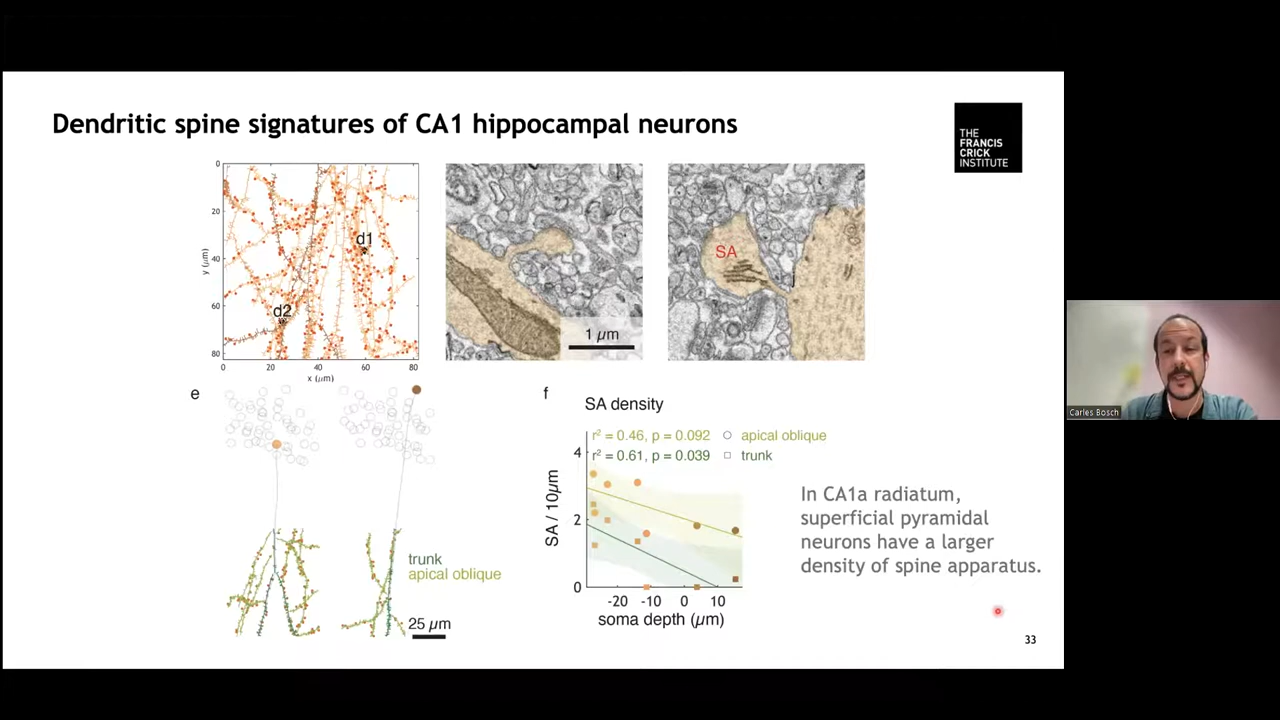 Dendritic spine signatures of CA1 hippocampal neurons
THE
FRANCIS
CRICK
INSTITUTE
0
20
40
60
80
y (µm)
d1
d2
0 20 40 60 80
x (µm)
1 µm
SA
e
trunk
apical oblique
25 µm
f
SA density
r² = 0.46, p = 0.092 apical oblique
r² = 0.61, p = 0.039 trunk
4
2
0
SA / 10µm
-20 -10 0 10
soma depth (µm)
In CA1a radiatum,
superficial pyramidal
neurons have a larger
density of spine apparatus.
33
Carles Bosch